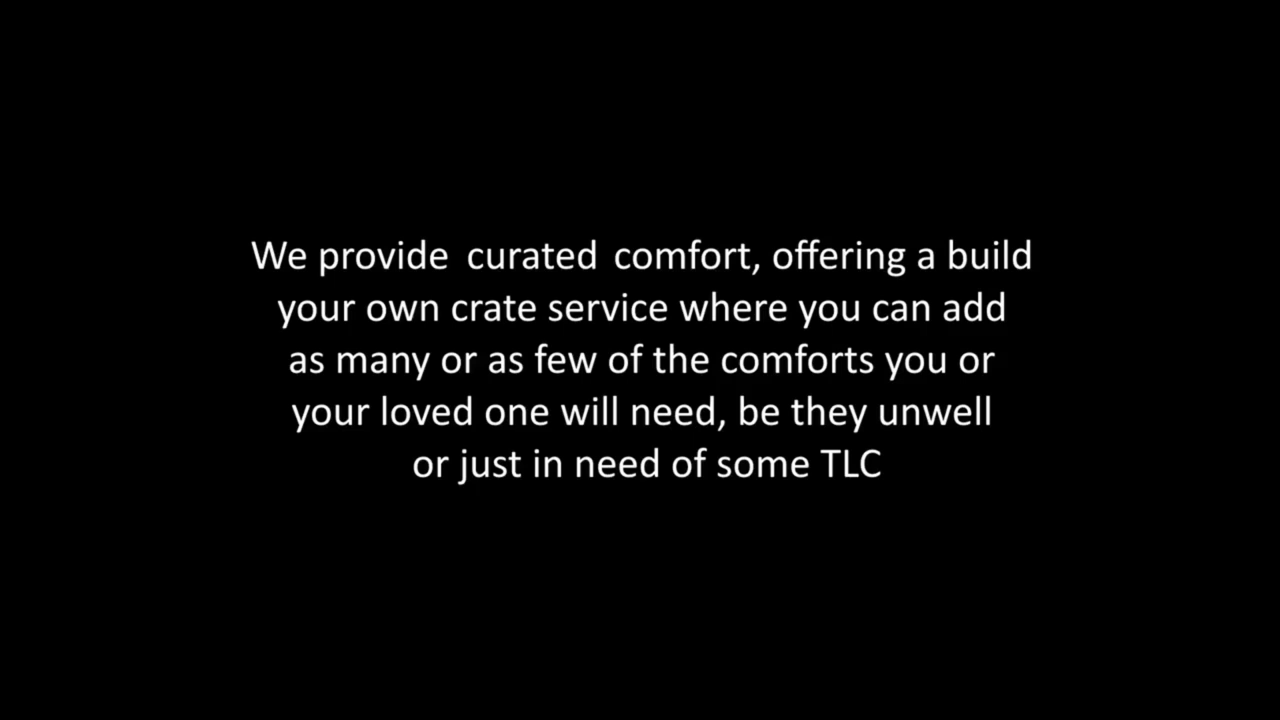 We provide curated comfort, offering a build
your own crate service where you can add
as many or as few of the comforts you or
your loved one will need, be they unwell
or just in need of some TLC